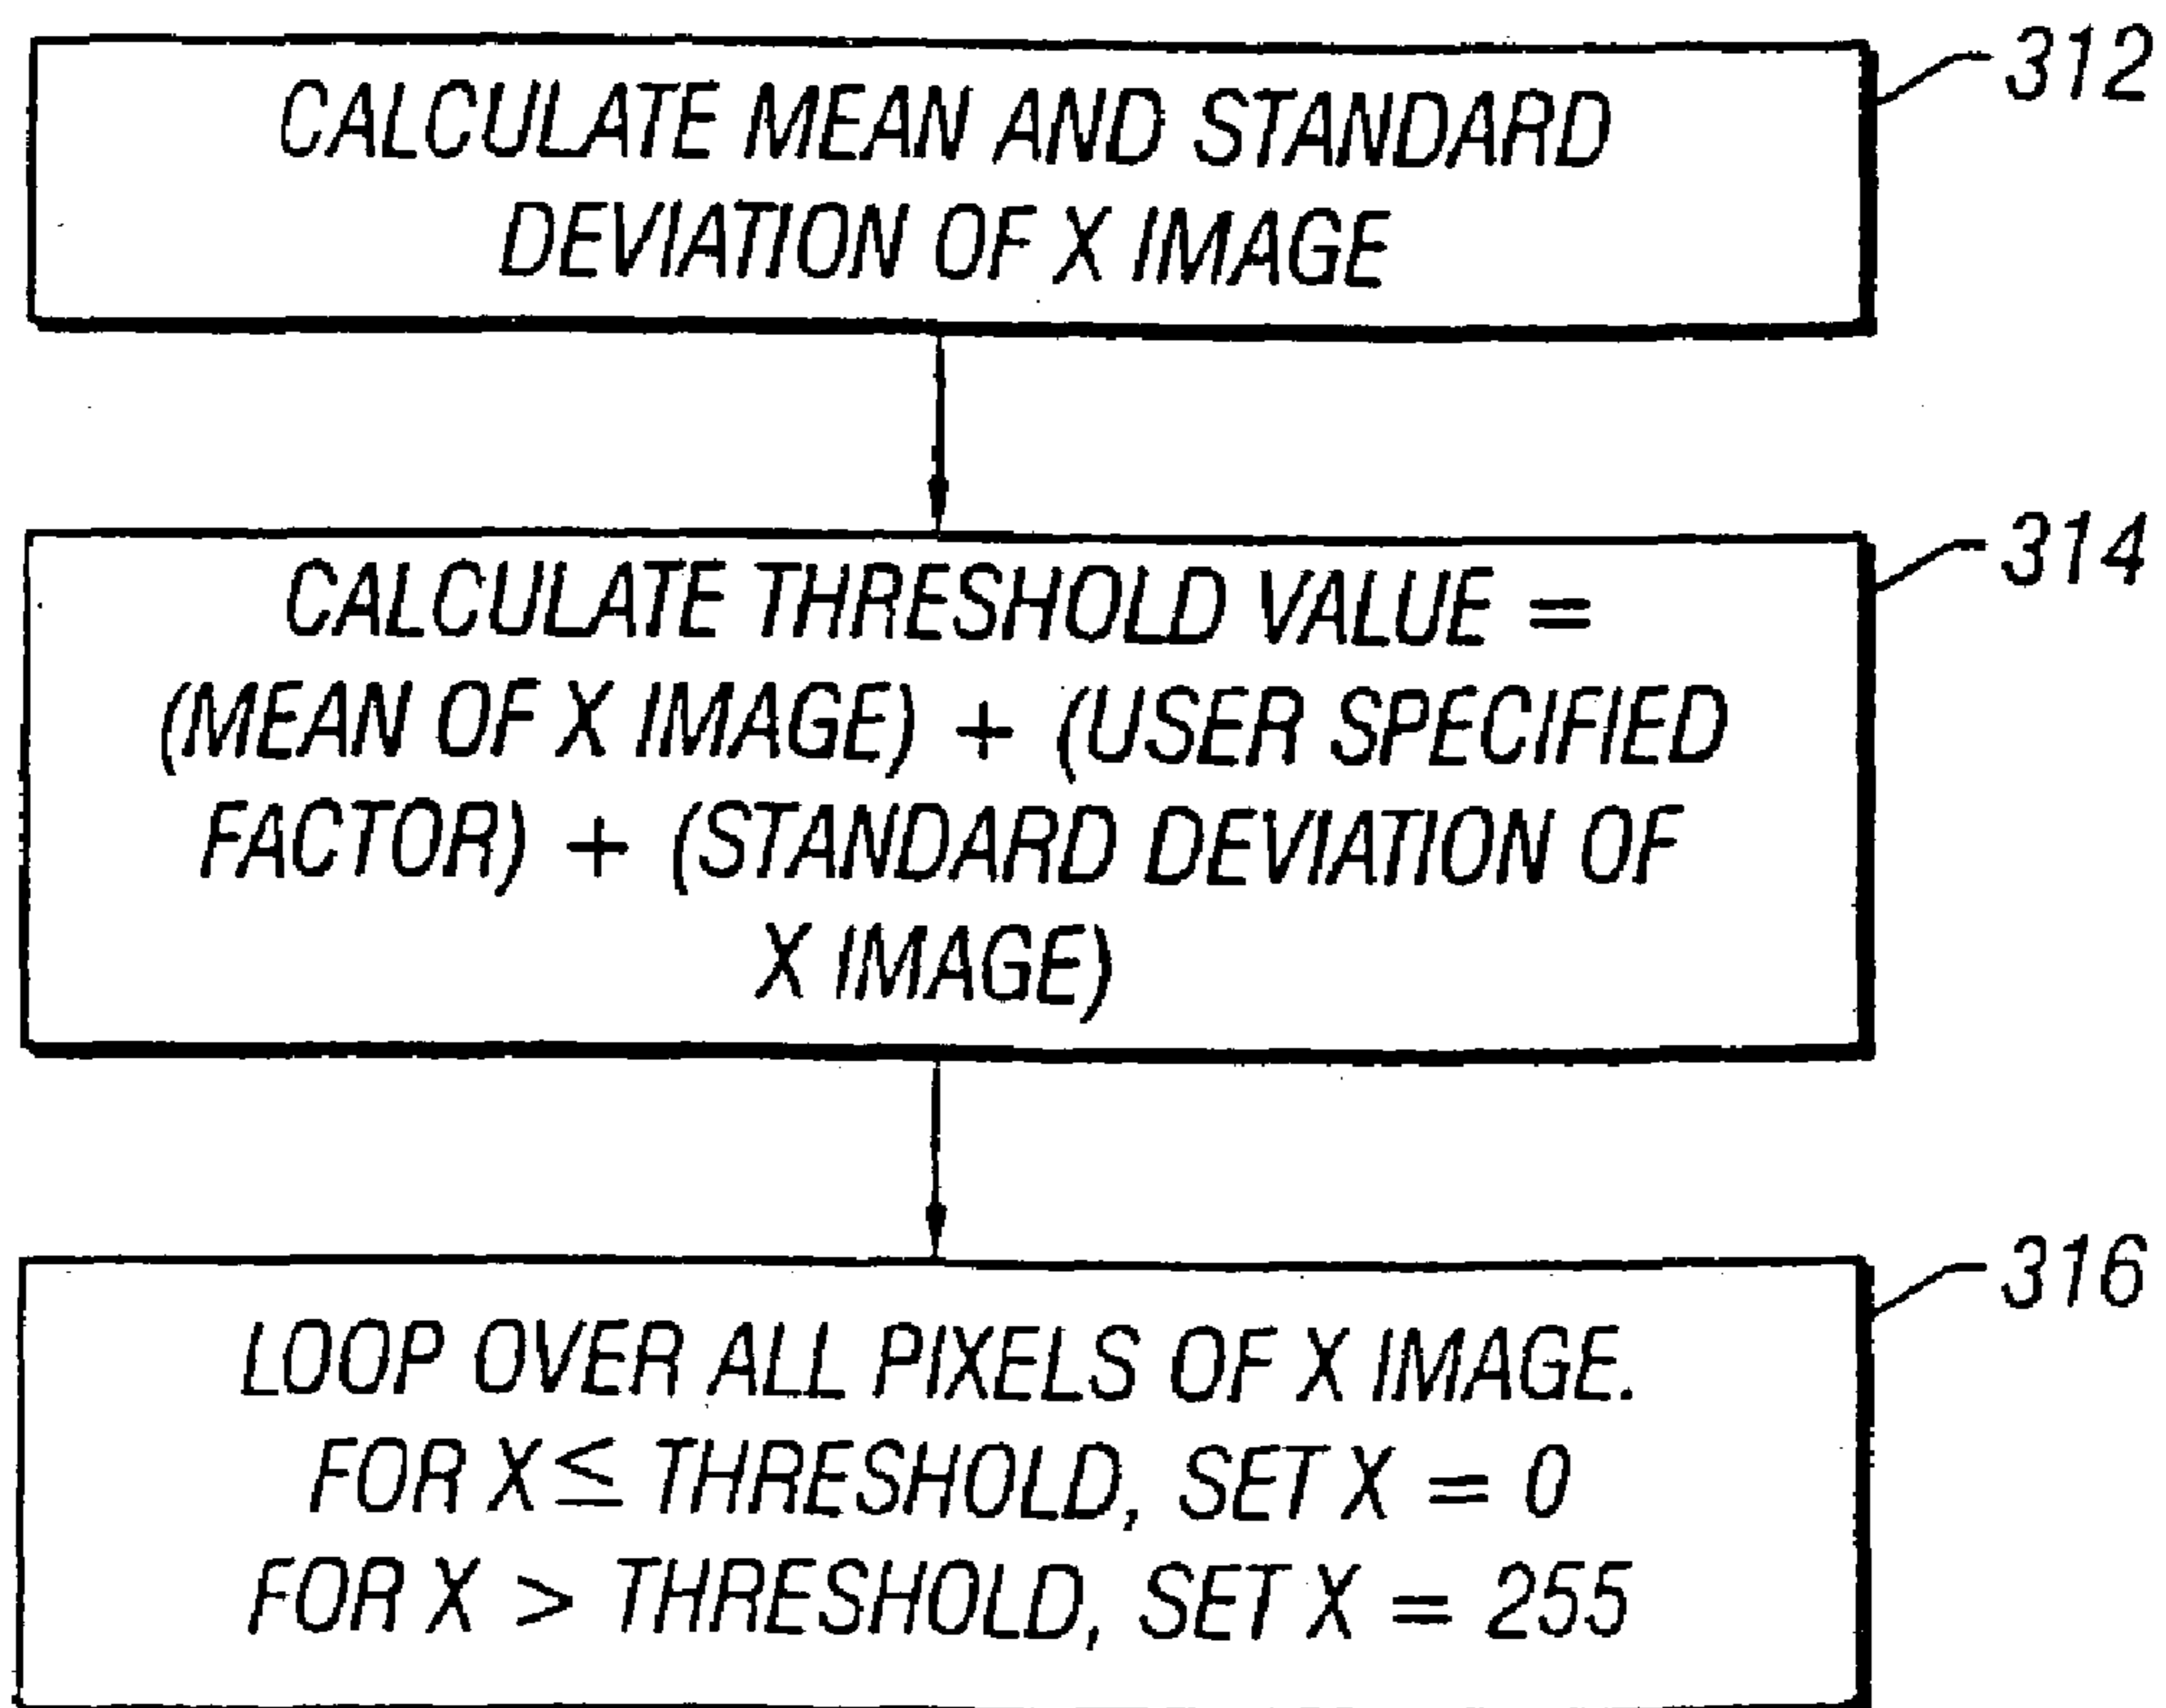 312
CALCULATE MEAN AND STANDARD
DEVIATION OF X IMAGE
314
CALCULATE THRESHOLD VALUE =
(MEAN OF X IMAGE) + (USER SPECIFIED
FACTOR) + (STANDARD DEVIATION OF
X IMAGE)
316
LOOP OVER ALL PIXELS OF X IMAGE.
FOR X ≤ THRESHOLD, SET X = 0
FOR X > THRESHOLD, SET X = 255